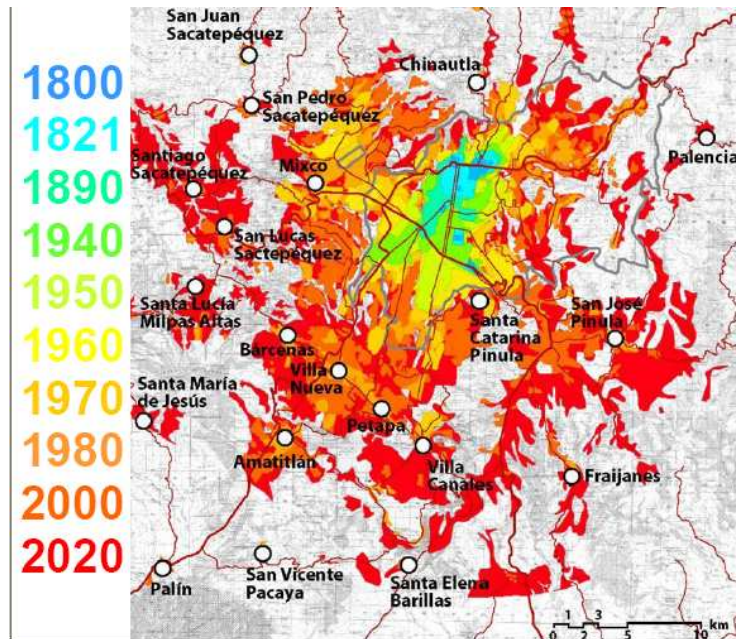 1800
1821
1890
1940
1950
1960
1970
1980
2000
2020
San Juan
Sacatepéquez
Chinautla
San Pedro
Sacatepéquez
Santiago
Sacatepéquez
Mixco
Palencia
San Lucas
Sactepéquez
Santa Lucía
Milpas Altas
Santa
Catarina
Pinula
San José
Pinula
Bárcenas
Villa
Nueva
Santa María
de Jesús
Petapa
Amatitlán
Villa
Canales
Fraijanes
San Vicente
Pacaya
Santa Elena
Barillas
Palín
1 3 km
0 2 10